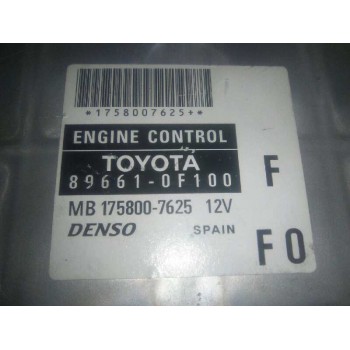 *1758007625+*
ENGINE CONTROL
TOYOTA
89661-0F100 F
MB 175800-7625 12V
DENSO SPAIN F0